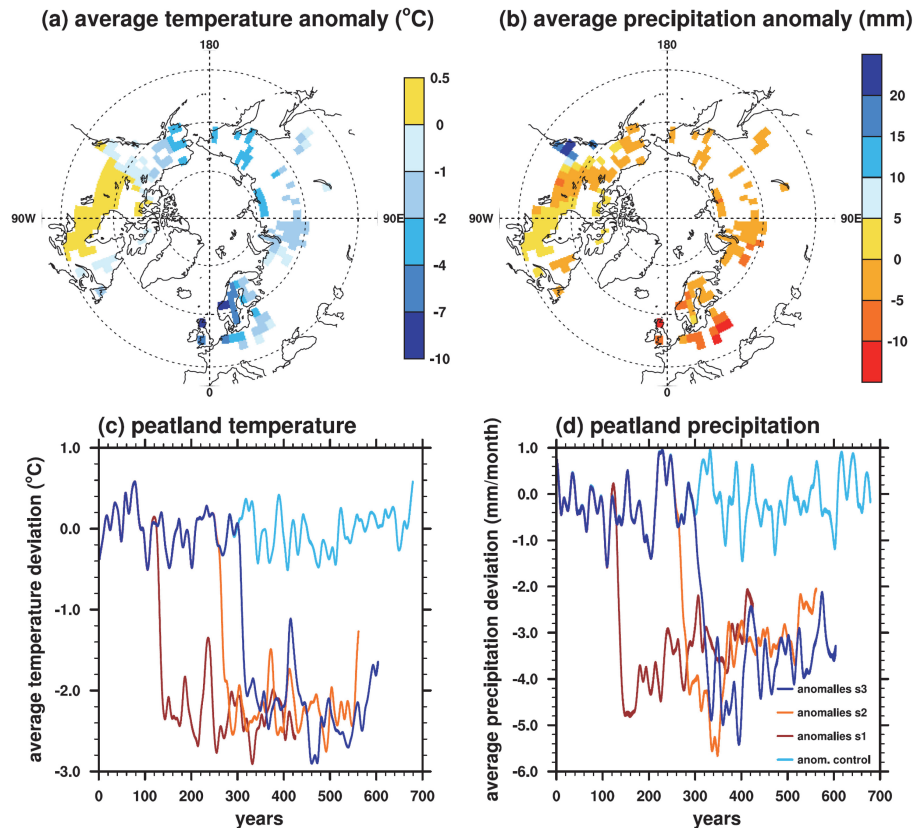 (a) average temperature anomaly (°C)
(b) average precipitation anomaly (mm)
180
180
0.5
0
-1
-2
-4
-7
-10
20
15
10
5
0
-5
-10
90W
90E
90W
90E
0
0
(c) peatland temperature
(d) peatland precipitation
average temperature deviation (°C)
1.0
0.0
-1.0
-2.0
-3.0
0 100 200 300 400 500 600 700
years
average precipitation deviation (mm/month)
1.0
0.0
-1.0
-2.0
-3.0
-4.0
-5.0
-6.0
anomalies s3
anomalies s2
anomalies s1
anom. control
0 100 200 300 400 500 600 700
years